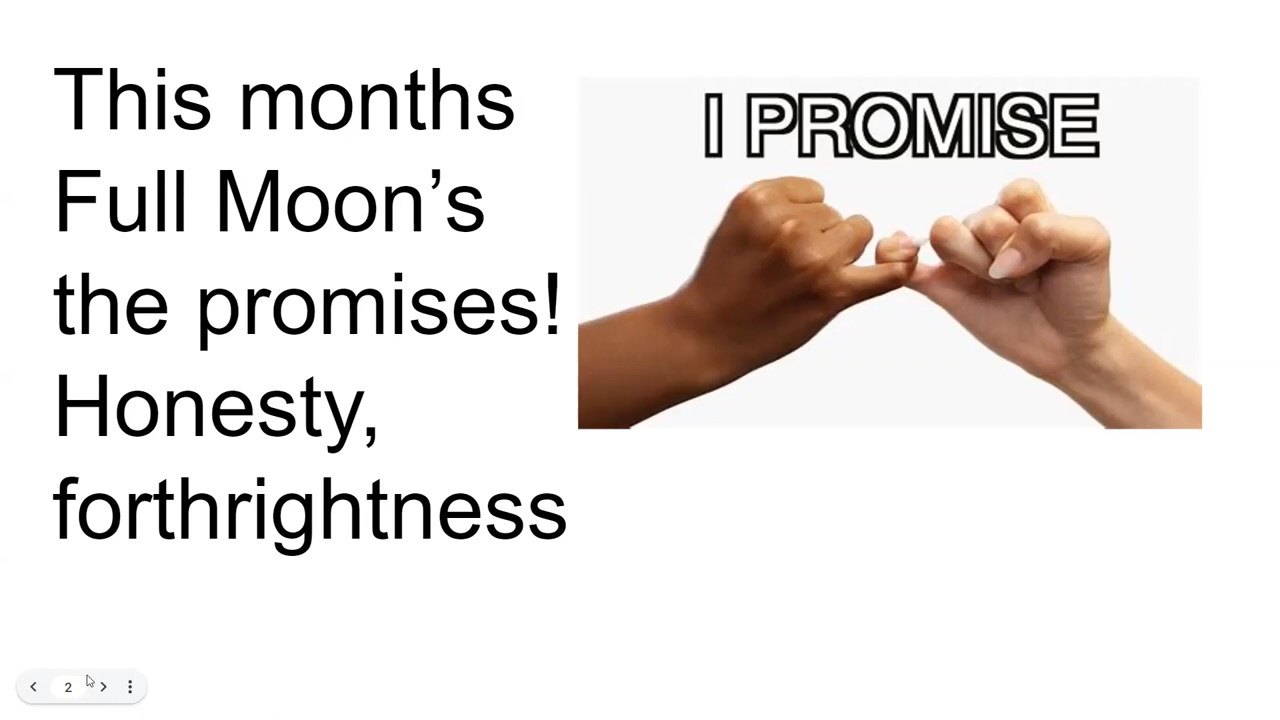 This months
Full Moon’s
the promises!
Honesty,
forthrightness
I PROMISE
2